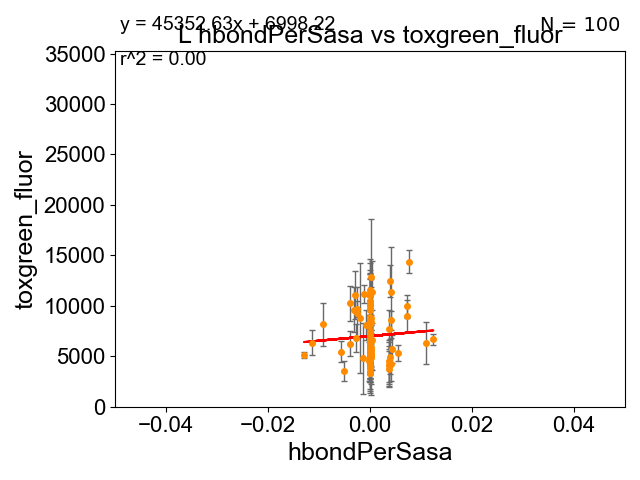 y = 45352.63x + 6998.22
N = 100
L hbondPerSasa vs toxgreen_fluor
r^2 = 0.00
35000
30000
25000
20000
15000
10000
5000
0
toxgreen_fluor
−0.04
−0.02
0.00
0.02
0.04
hbondPerSasa